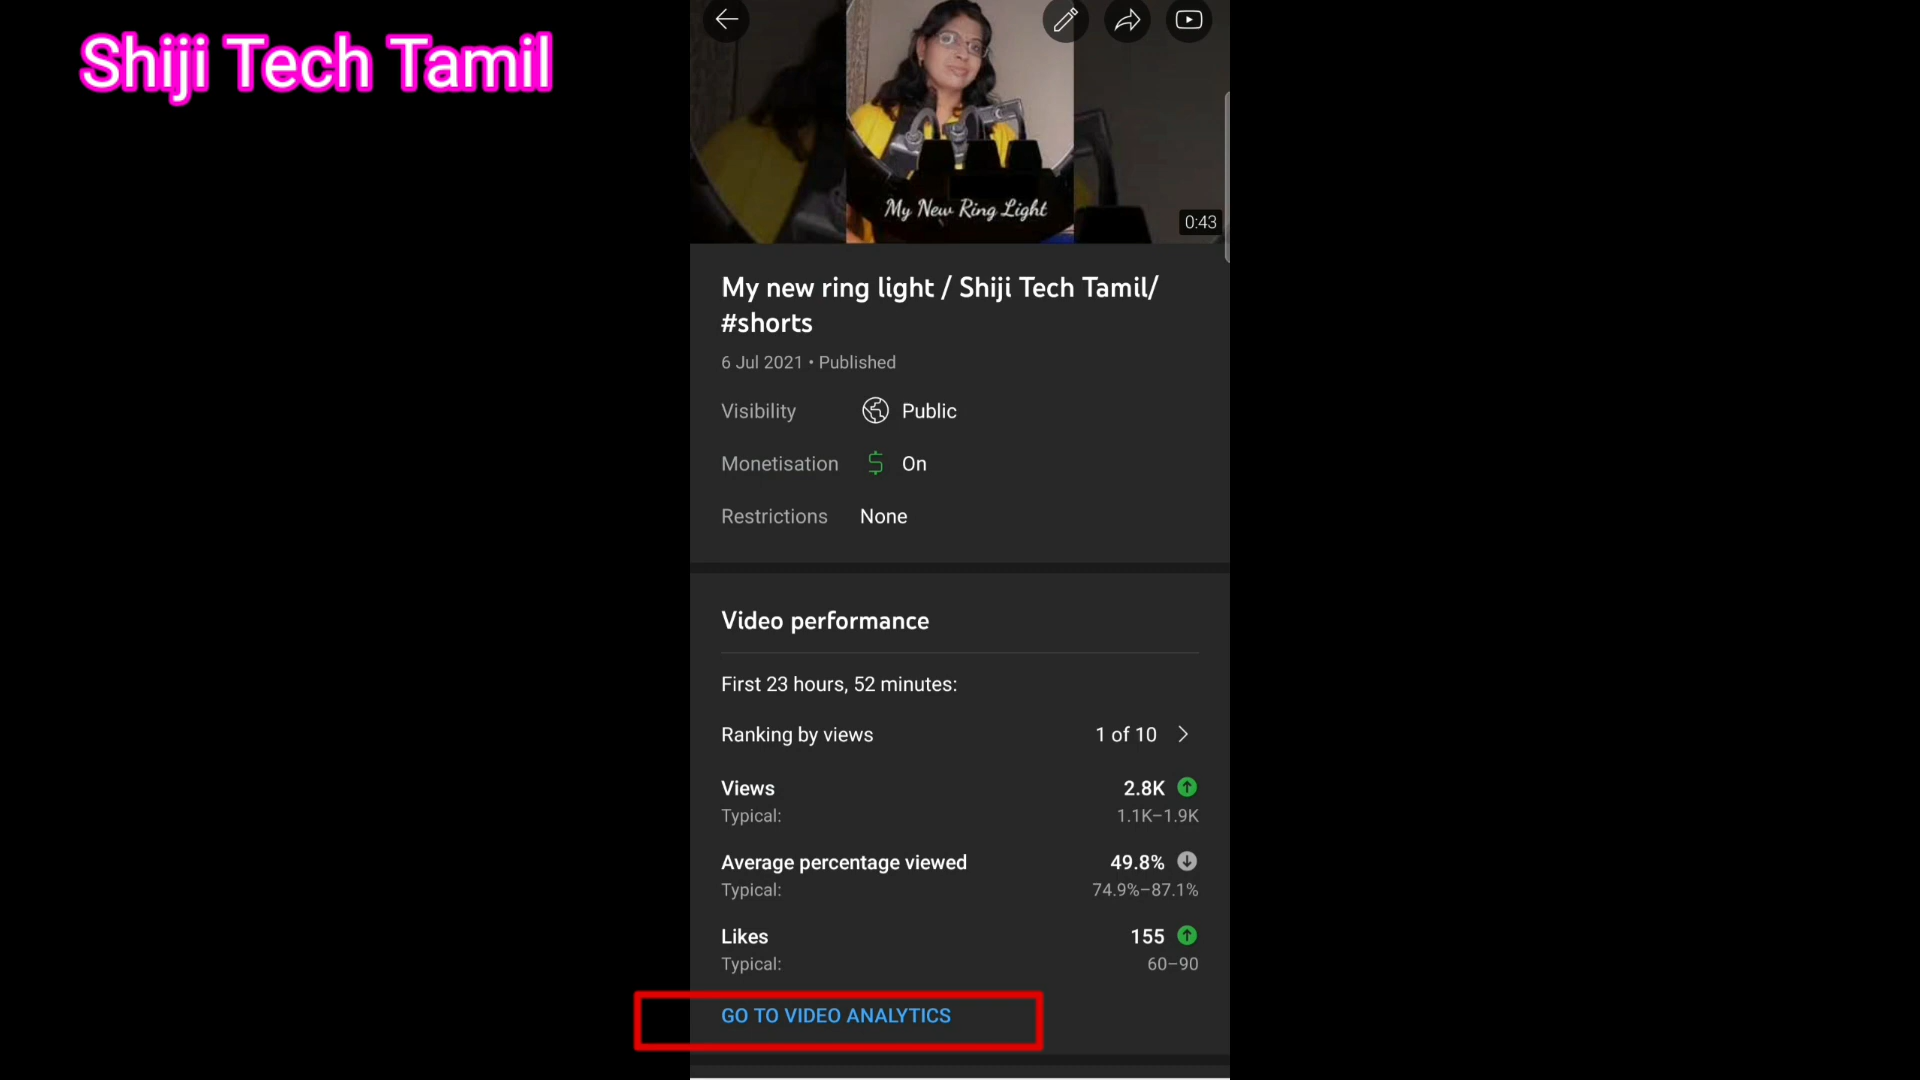 Shiji Tech Tamil
My New Ring Light
0:43
My new ring light / Shiji Tech Tamil/
#shorts
6 Jul 2021 • Published
Visibility Public
Monetisation On
Restrictions None
Video performance
First 23 hours, 52 minutes:
Ranking by views 1 of 10
Views 2.8K
Typical: 1.1K–1.9K
Average percentage viewed 49.8%
Typical: 74.9%–87.1%
Likes 155
Typical: 60–90
GO TO VIDEO ANALYTICS